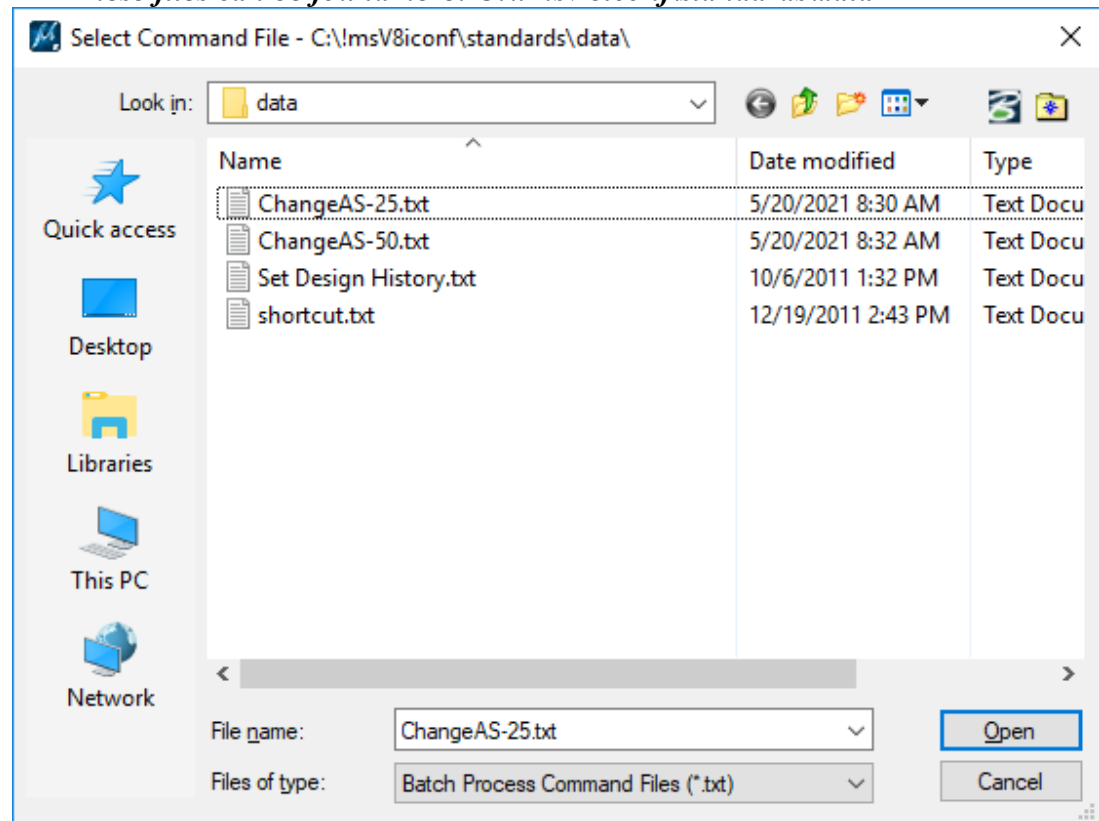 Select Command File - C:\!msV8iconf\standards\data\
Look in: data
Name Date modified Type
ChangeAS-25.txt 5/20/2021 8:30 AM Text Docu
ChangeAS-50.txt 5/20/2021 8:32 AM Text Docu
Set Design History.txt 10/6/2011 1:32 PM Text Docu
shortcut.txt 12/19/2011 2:43 PM Text Docu
Quick access
Desktop
Libraries
This PC
Network
File name: ChangeAS-25.txt Open
Files of type: Batch Process Command Files (*.txt) Cancel